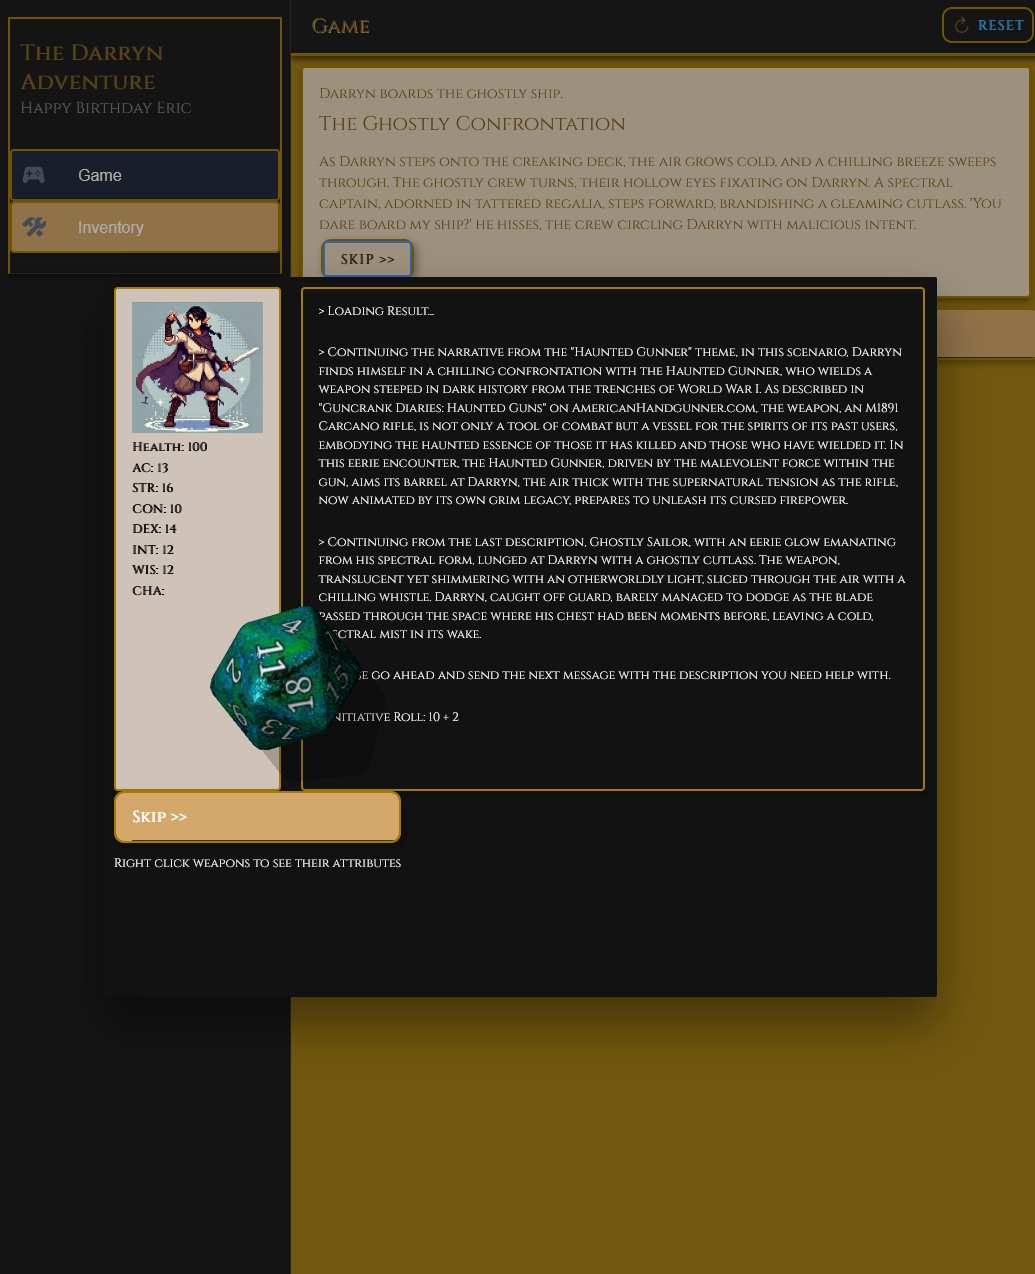 The Darryn
Adventure
Happy Birthday Eric
Game
Inventory
Game
RESET
Darryn boards the ghostly ship.
The Ghostly Confrontation
As Darryn steps onto the creaking deck, the air grows cold, and a chilling breeze sweeps
through. The ghostly crew turns, their hollow eyes fixating on Darryn. A spectral
captain, adorned in tattered regalia, steps forward, brandishing a gleaming cutlass. 'You
dare board my ship?' he hisses, the crew circling Darryn with malicious intent.
SKIP >>
Health: 100
AC: 13
STR: 16
CON: 10
DEX: 14
INT: 12
WIS: 12
CHA:
> Loading Result...
> Continuing the narrative from the "Haunted Gunner" theme, in this scenario, Darryn
finds himself in a chilling confrontation with the Haunted Gunner, who wields a
weapon steeped in dark history from the trenches of World War I. As described in
"Guncrank Diaries: Haunted Guns" on AmericanHandgunner.com, the weapon, an M1891
Carcano rifle, is not only a tool of combat but a vessel for the spirits of its past users,
embodying the haunted essence of those it has killed and those who have wielded it. In
this eerie encounter, the Haunted Gunner, driven by the malevolent force within the
gun, aims its barrel at Darryn, the air thick with the supernatural tension as the rifle,
now animated by its own grim legacy, prepares to unleash its cursed firepower.
> Continuing from the last description, Ghostly Sailor, with an eerie glow emanating
from his spectral form, lunged at Darryn with a ghostly cutlass. The weapon,
translucent yet shimmering with an otherworldly light, sliced through the air with a
chilling whistle. Darryn, caught off guard, barely managed to dodge as the blade
passed through the space where his chest had been moments before, leaving a cold,
spectral mist in its wake.
go ahead and send the next message with the description you need help with.
Initiative Roll: 10 + 2
4
11
2
18
15
9
13
Skip >>
Right click weapons to see their attributes